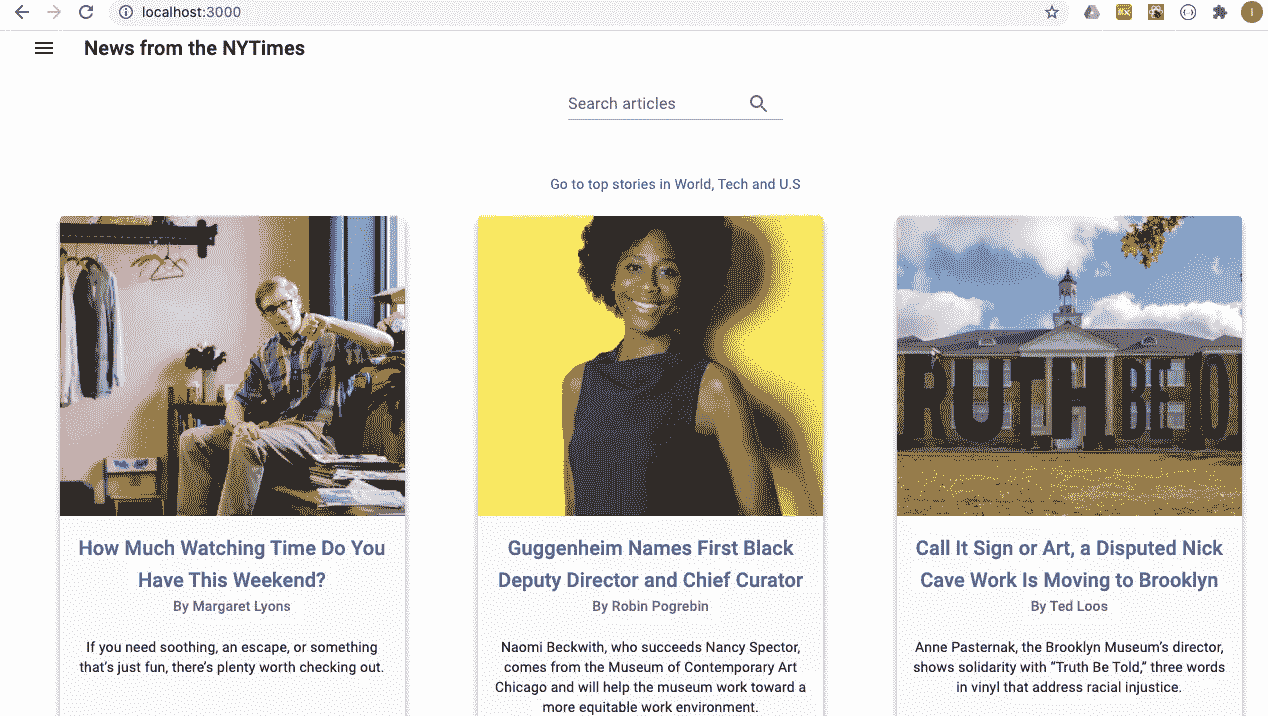 localhost:3000
News from the NYTimes
Search articles
Go to top stories in World, Tech and U.S
RUTH BE O
How Much Watching Time Do You
Have This Weekend?
By Margaret Lyons
If you need soothing, an escape, or something
that’s just fun, there’s plenty worth checking out.
Guggenheim Names First Black
Deputy Director and Chief Curator
By Robin Pogrebin
Naomi Beckwith, who succeeds Nancy Spector,
comes from the Museum of Contemporary Art
Chicago and will help the museum work toward a
more equitable work environment.
Call It Sign or Art, a Disputed Nick
Cave Work Is Moving to Brooklyn
By Ted Loos
Anne Pasternak, the Brooklyn Museum’s director,
shows solidarity with “Truth Be Told,” three words
in vinyl that address racial injustice.